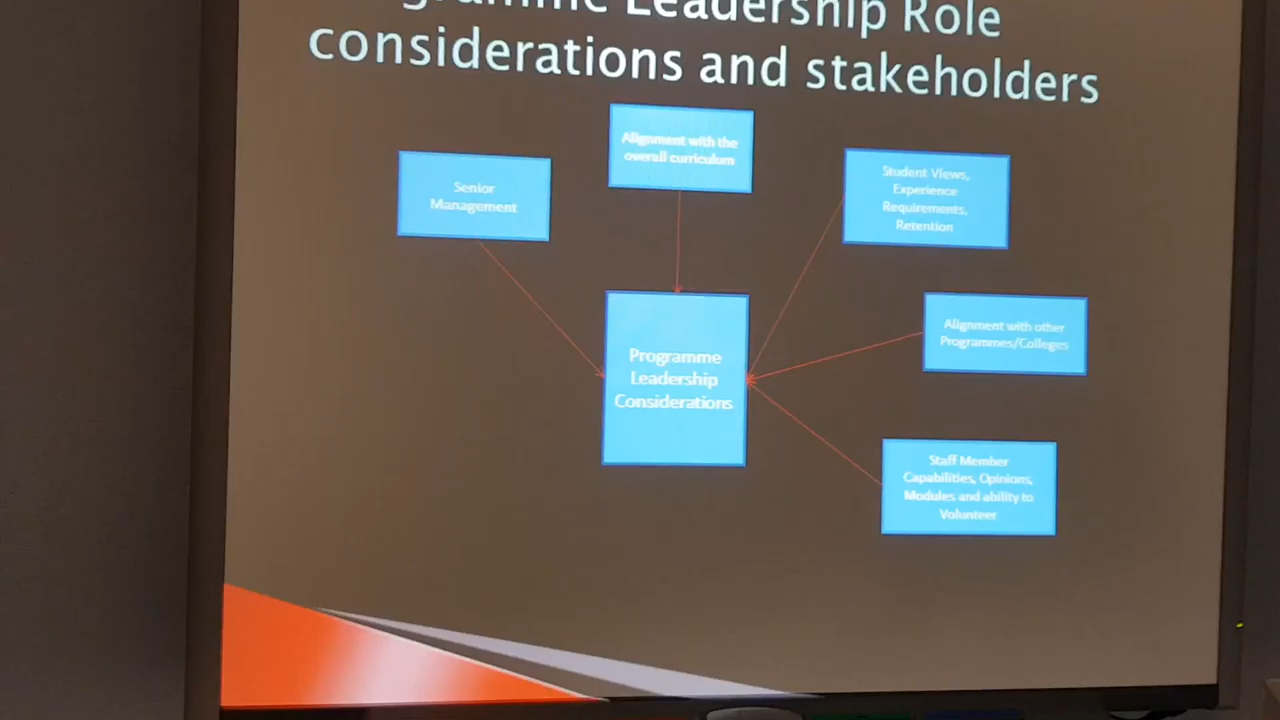 Leadership Role
considerations and stakeholders
Alignment with the
overall curriculum
Senior
Management
Student Views,
Experience
Requirements,
Retention
Alignment with other
Programmes/Colleges
Programme
Leadership
Considerations
Staff Member
Capabilities, Opinions,
Modules and ability to
Volunteer